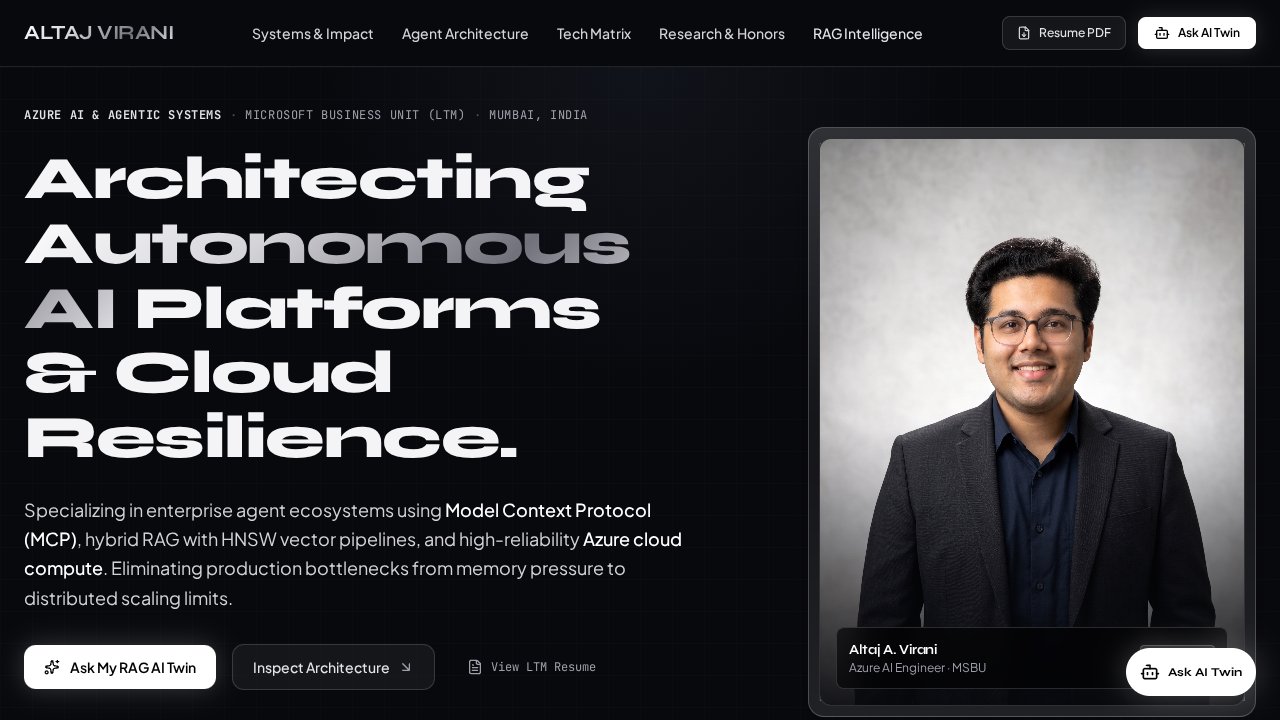 ALTAJ VIRANI
Systems & Impact
Agent Architecture
Tech Matrix
Research & Honors
RAG Intelligence
Resume PDF
Ask AI Twin
AZURE AI & AGENTIC SYSTEMS · MICROSOFT BUSINESS UNIT (LTM) · MUMBAI, INDIA
Architecting
Autonomous
AI Platforms
& Cloud
Resilience.
Specializing in enterprise agent ecosystems using Model Context Protocol
(MCP), hybrid RAG with HNSW vector pipelines, and high-reliability Azure cloud
compute. Eliminating production bottlenecks from memory pressure to
distributed scaling limits.
Ask My RAG AI Twin
Inspect Architecture
View LTM Resume
Altaj A. Virani
Azure AI Engineer · MSBU
Ask AI Twin